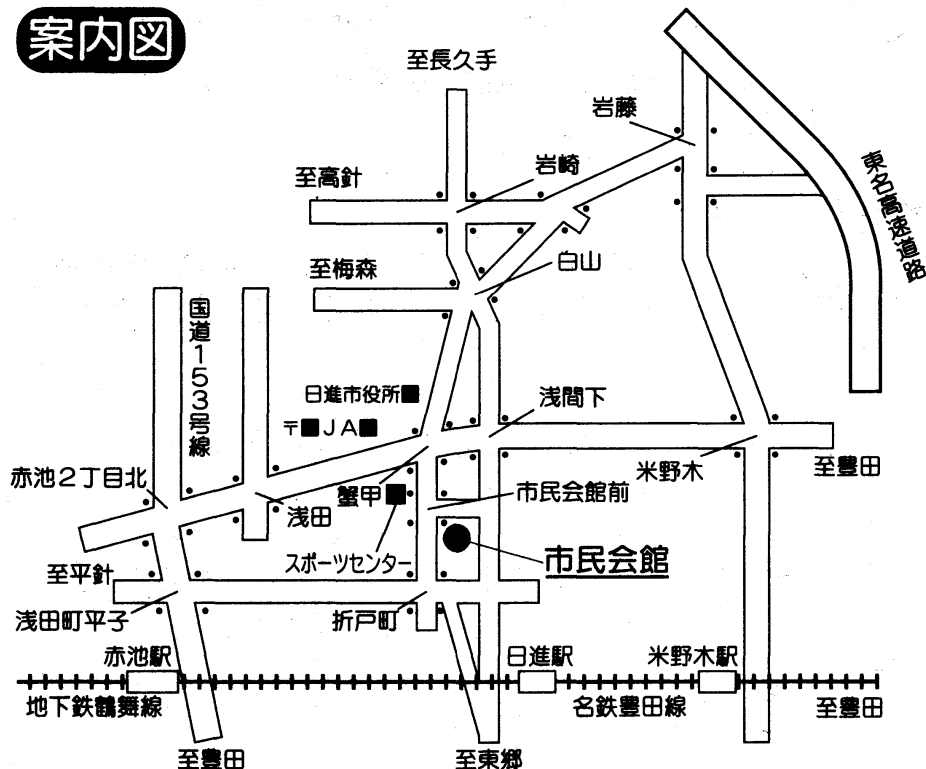 案内図
至長久手
岩藤
岩崎
至高針
東名高速道路
白山
至梅森
国道153号線
日進市役所■
〒■JA■
浅間下
赤池2丁目北
米野木
至豊田
浅田
蟹甲■
市民会館前
スポーツセンター
市民会館
至平針
浅田町平子
折戸町
赤池駅
日進駅
米野木駅
地下鉄鶴舞線
名鉄豊田線
至豊田
至豊田
至東郷